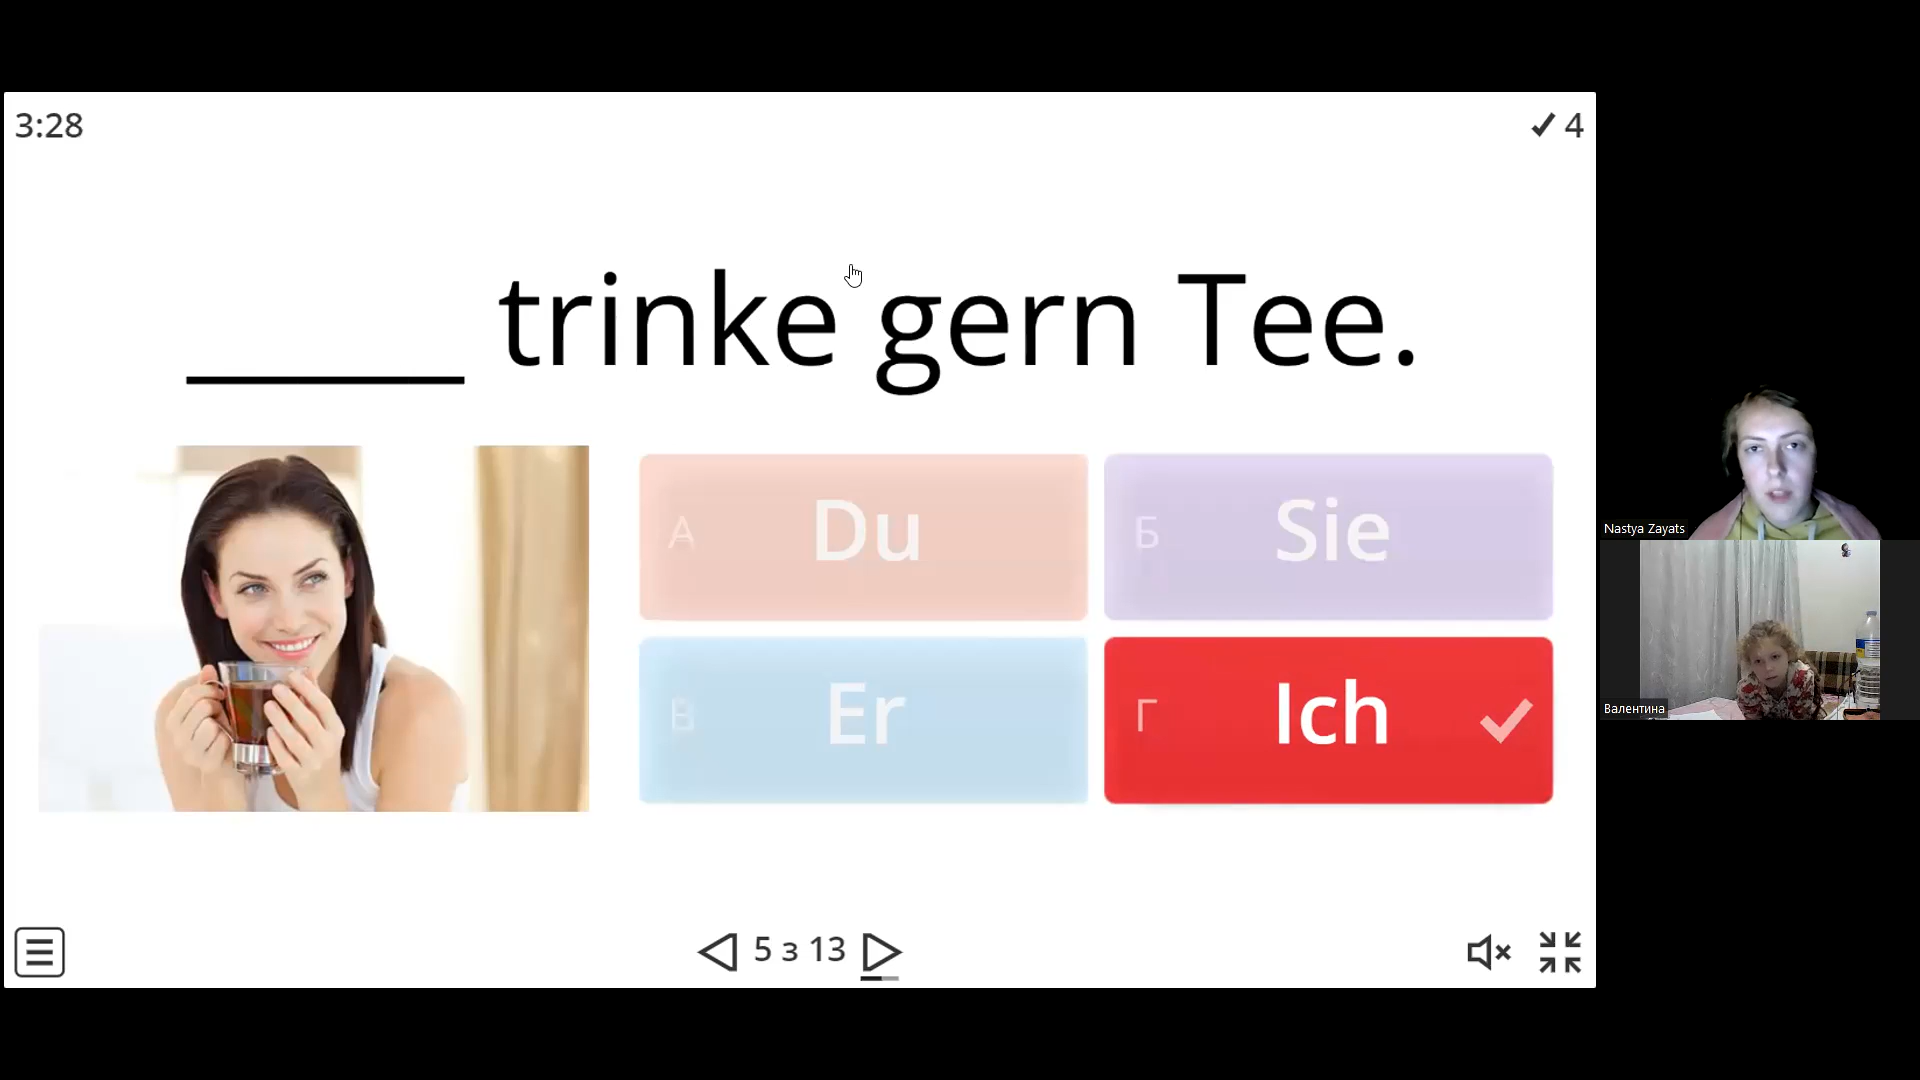 3:28
✓ 4
_____ trinke gern Tee.
А Du
Б Sie
В Er
Г Ich
5 з 13
Nastya Zayats
Валентина